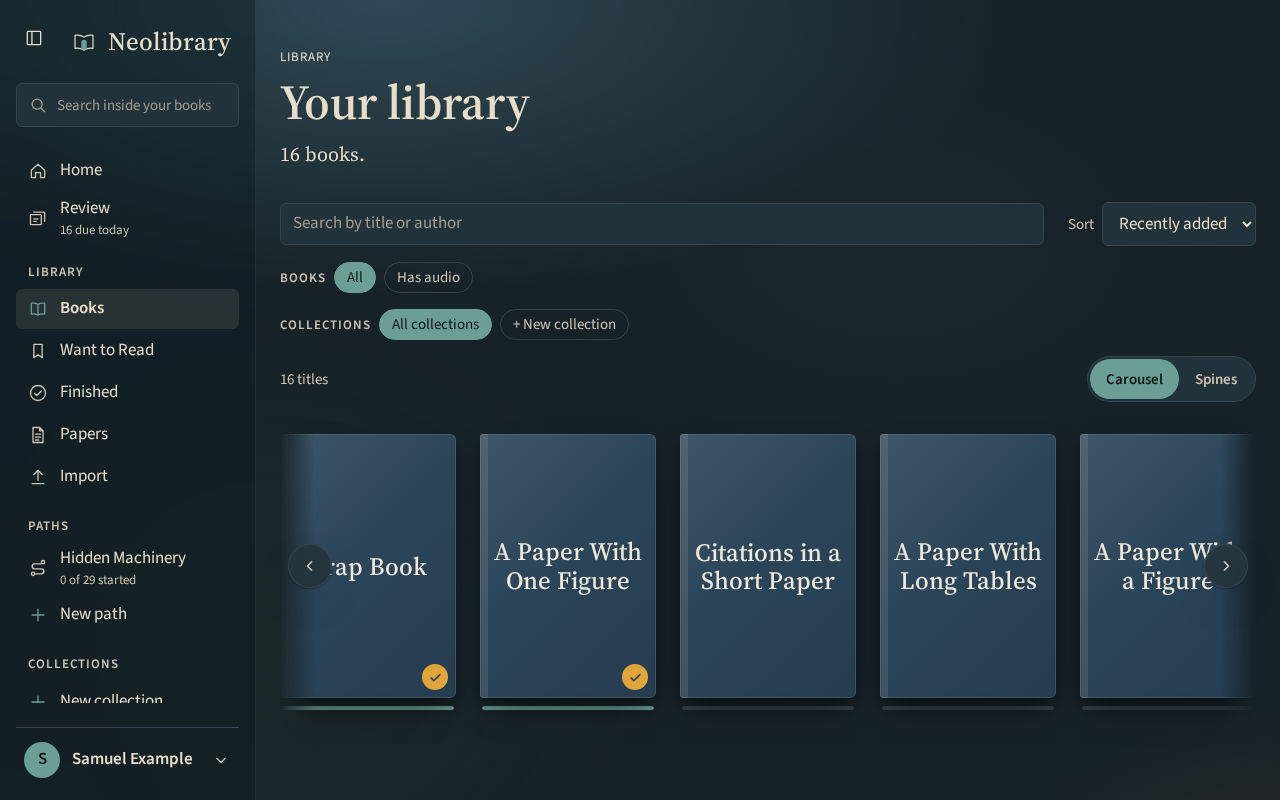 Neolibrary
Search inside your books
Home
Review
16 due today
LIBRARY
Books
Want to Read
Finished
Papers
Import
PATHS
Hidden Machinery
0 of 29 started
+ New path
COLLECTIONS
+ New collection
S
Samuel Example
LIBRARY
Your library
16 books.
Search by title or author
Sort
Recently added
BOOKS
All
Has audio
COLLECTIONS
All collections
+ New collection
16 titles
Carousel
Spines
Book
A Paper With
One Figure
Citations in a
Short Paper
A Paper With
Long Tables
A Paper With
a Figure